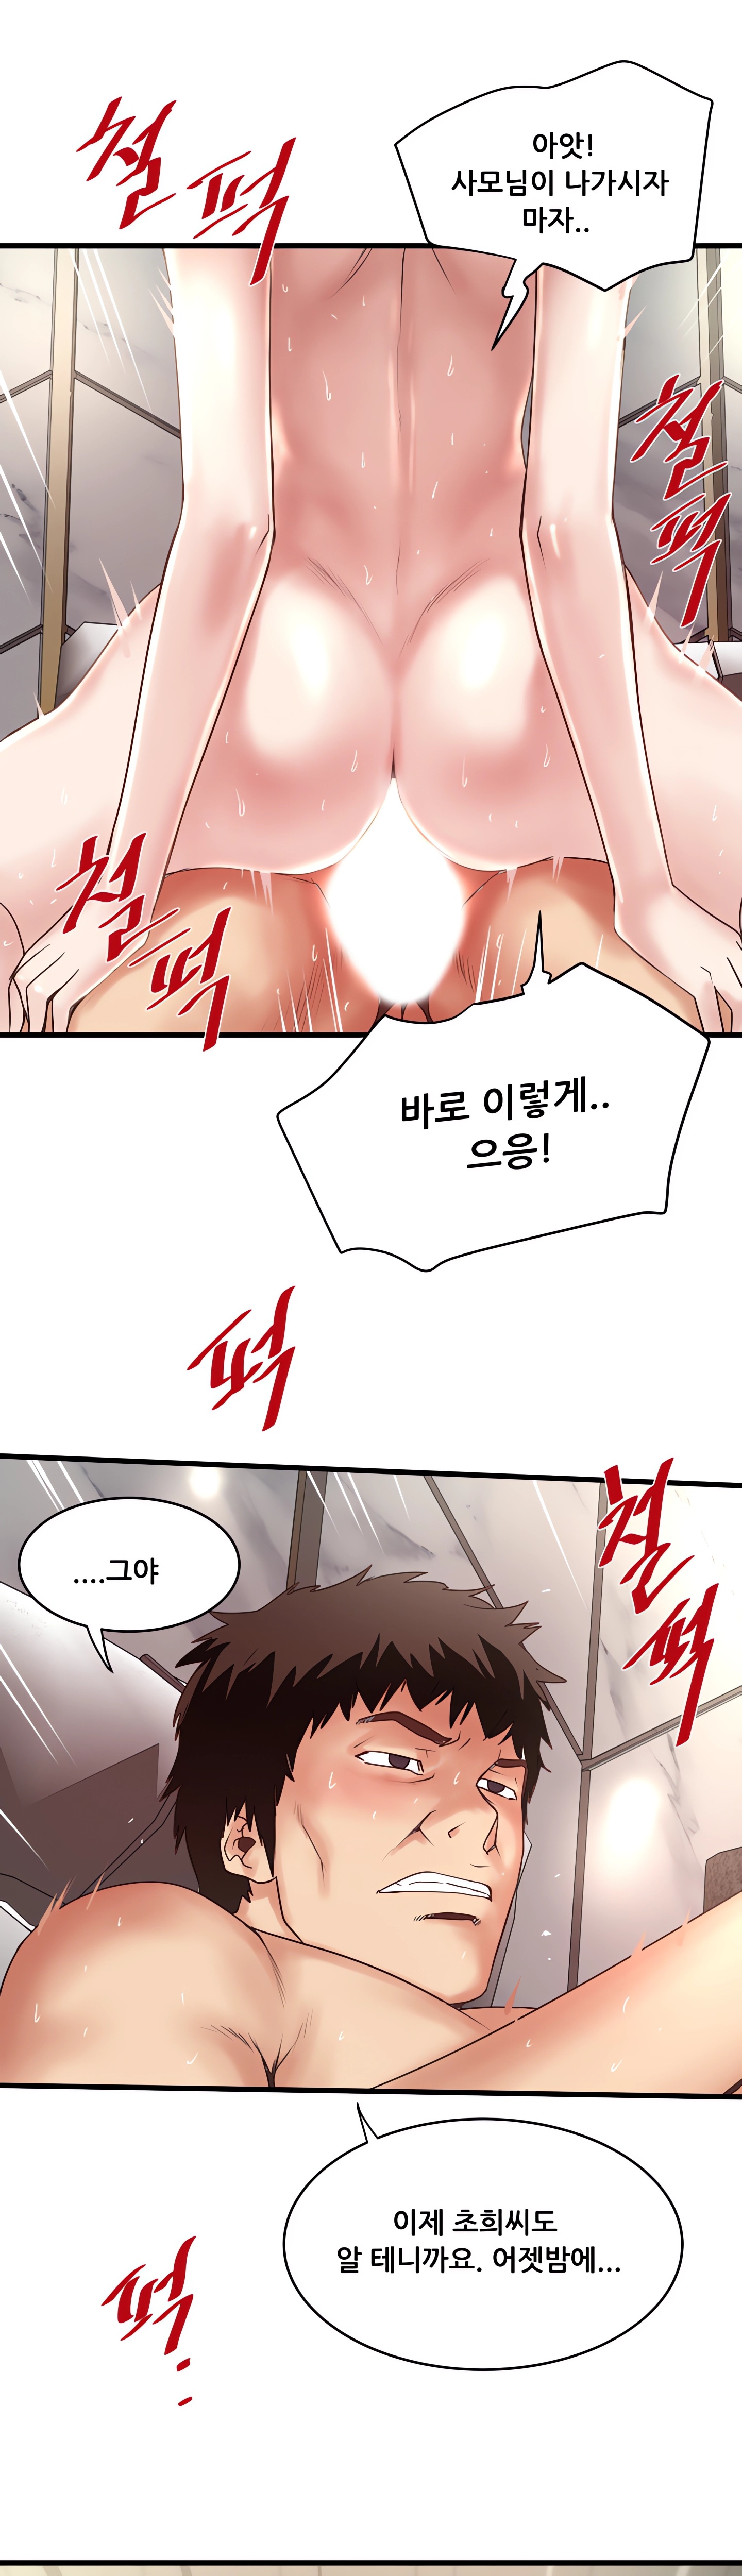 철퍽
아앗!
사모님이 나가시자
마자..
철퍽
철퍽
바로 이렇게..
으응!
퍽
철퍽
....그야
이제 초희씨도
알 테니까요. 어젯밤에...
퍽..